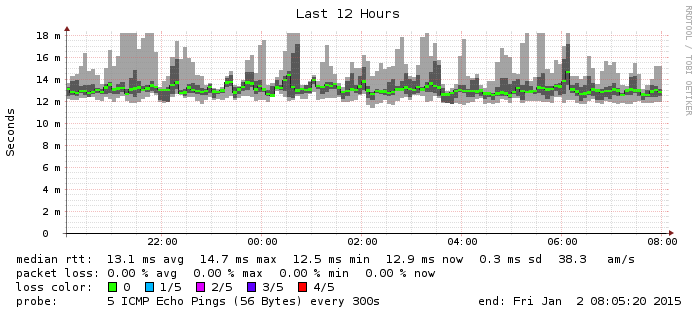 Last 12 Hours
RRDTOOL / TOBI OETIKER
Seconds
18 m
16 m
14 m
12 m
10 m
8 m
6 m
4 m
2 m
0
22:00 00:00 02:00 04:00 06:00 08:00
median rtt: 13.1 ms avg 14.7 ms max 12.5 ms min 12.9 ms now 0.3 ms sd 38.3 am/s
packet loss: 0.00 % avg 0.00 % max 0.00 % min 0.00 % now
loss color: 0 1/5 2/5 3/5 4/5
probe: 5 ICMP Echo Pings (56 Bytes) every 300s end: Fri Jan 2 08:05:20 2015